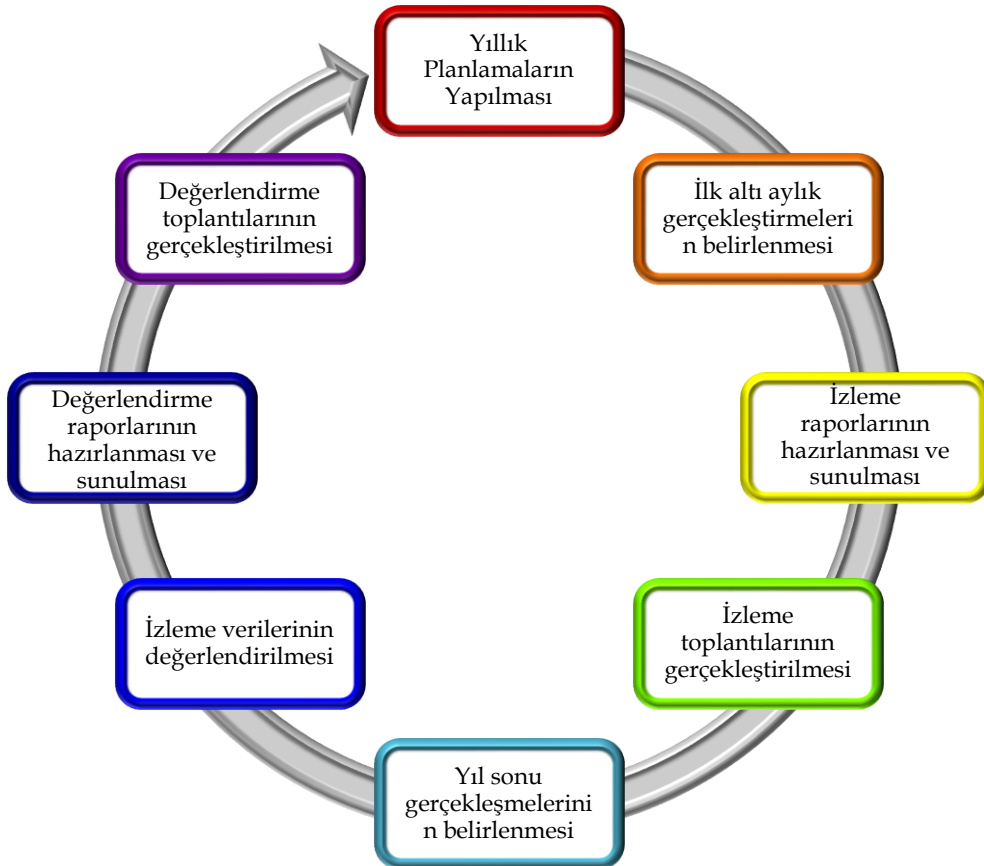 Yıllık
Planlamaların
Yapılması
İlk altı aylık
gerçekleştirmeleri
n belirlenmesi
İzleme
raporlarının
hazırlanması ve
sunulması
İzleme
toplantılarının
gerçekleştirilmesi
Yıl sonu
gerçekleşmelerini
n belirlenmesi
İzleme verilerinin
değerlendirilmesi
Değerlendirme
raporlarının
hazırlanması ve
sunulması
Değerlendirme
toplantılarının
gerçekleştirilmesi